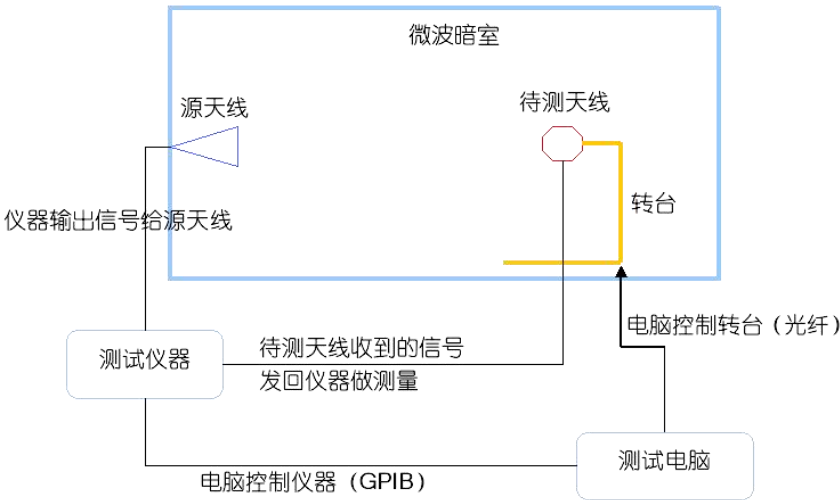 微波暗室
源天线
待测天线
转台
仪器输出信号给源天线
电脑控制转台（光纤）
测试仪器
待测天线收到的信号
发回仪器做测量
测试电脑
电脑控制仪器（GPIB）